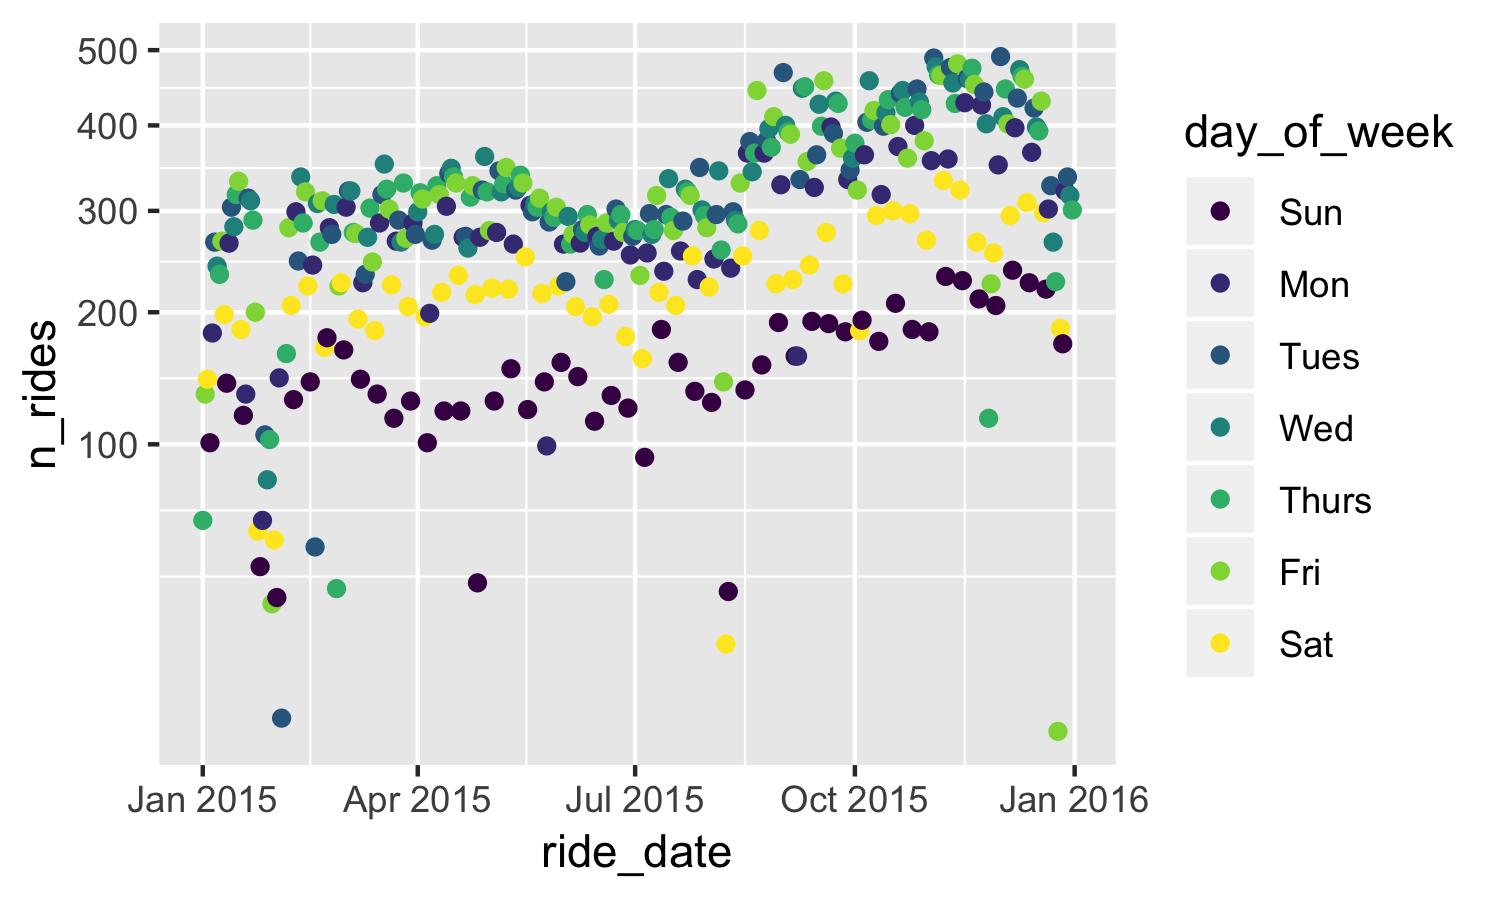 500
400
300
200
100
n_rides
Jan 2015
Apr 2015
Jul 2015
Oct 2015
Jan 2016
ride_date
day_of_week
Sun
Mon
Tues
Wed
Thurs
Fri
Sat